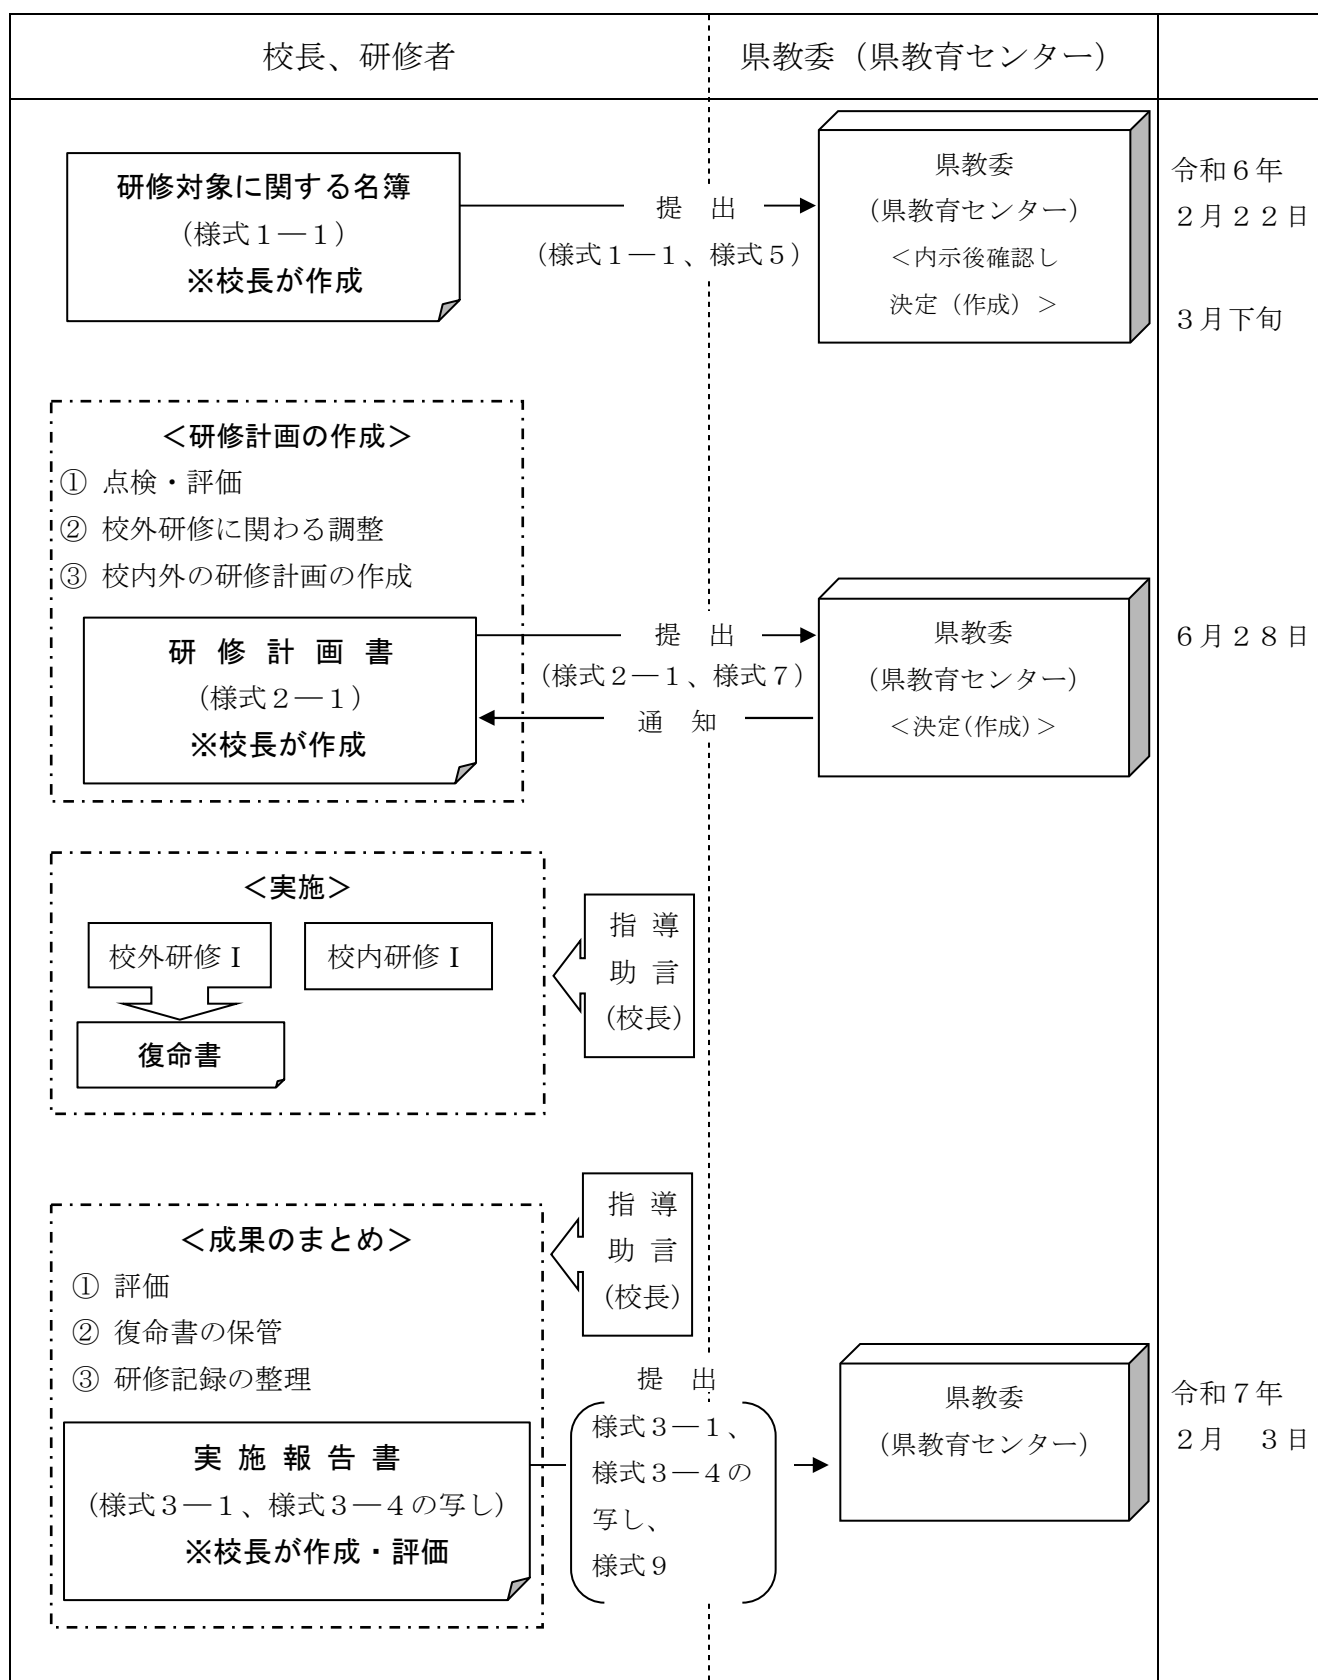 校長、研修者
県教委（県教育センター）
研修対象に関する名簿
（様式１－１）
※校長が作成
提　出
（様式１－１、様式５）
県教委
（県教育センター）
＜内示後確認し
決定（作成）＞
令和６年
２月２２日
３月下旬
＜研修計画の作成＞
① 点検・評価
② 校外研修に関わる調整
③ 校内外の研修計画の作成
研 修 計 画 書
（様式２－１）
※校長が作成
提　出
（様式２－１、様式７）
通　知
県教委
（県教育センター）
＜決定（作成）＞
６月２８日
＜実施＞
校外研修Ⅰ
校内研修Ⅰ
復命書
指 導
助 言
（校長）
指 導
助 言
（校長）
＜成果のまとめ＞
① 評価
② 復命書の保管
③ 研修記録の整理
実 施 報 告 書
（様式３－１、様式３－４の写し）
※校長が作成・評価
提　出
様式３－１、
様式３－４の
写し、
様式９
県教委
（県教育センター）
令和７年
２月　３日